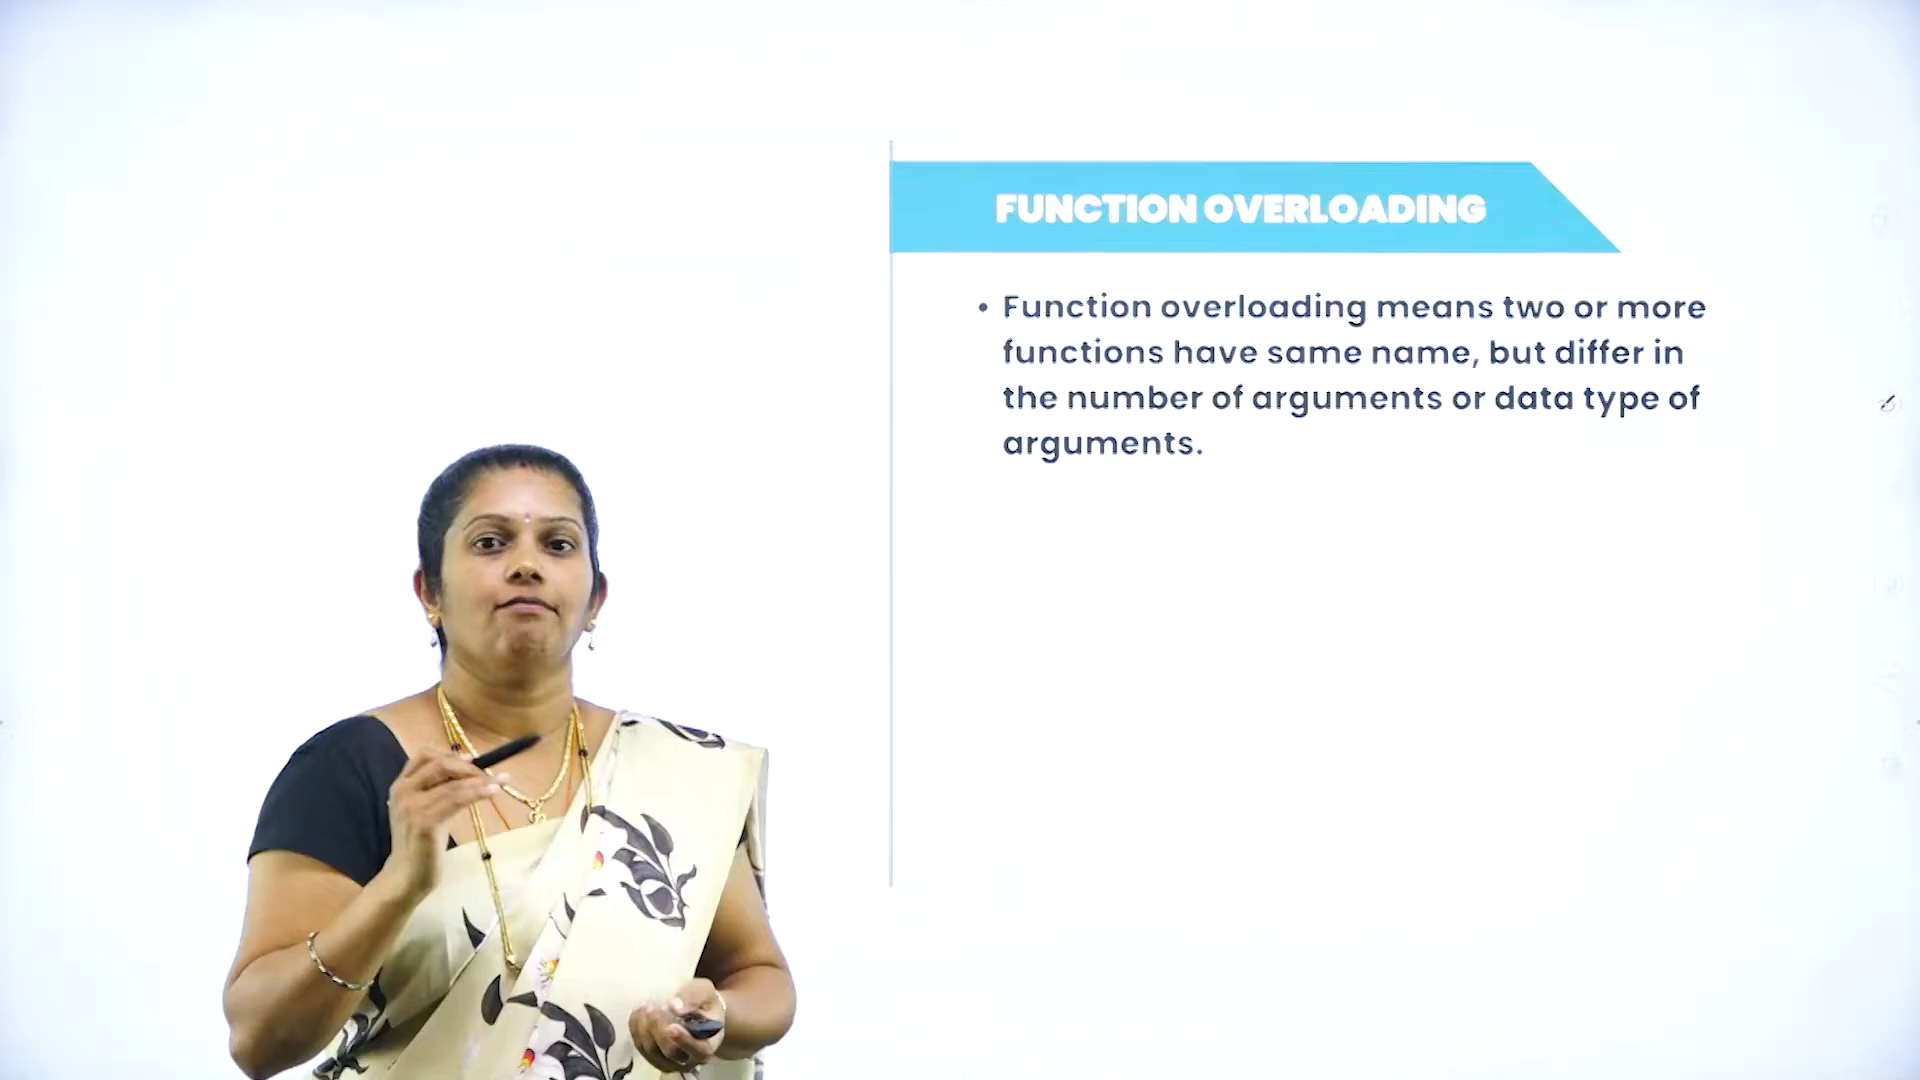 FUNCTION OVERLOADING
• Function overloading means two or more
functions have same name, but differ in
the number of arguments or data type of
arguments.